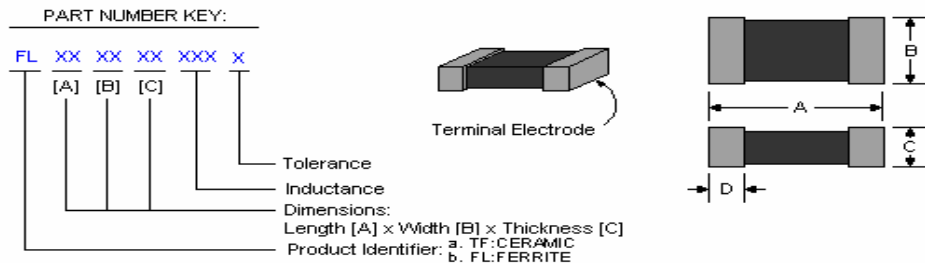 PART NUMBER KEY:
FL XX XX XX XXX X
[A] [B] [C]
Terminal Electrode
Tolerance
Inductance
Dimensions:
Length [A] x Width [B] x Thickness [C]
Product Identifier: a. TF:CERAMIC
b. FL:FERRITE
B
A
C
D